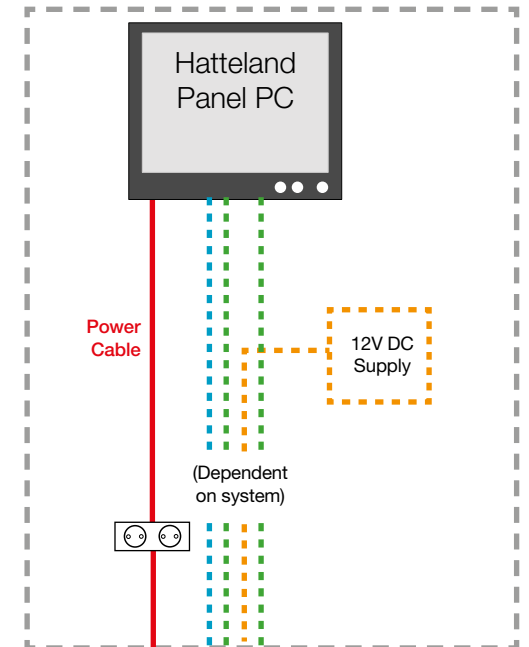 Hatteland
Panel PC
Power
Cable
12V DC
Supply
(Dependent
on system)